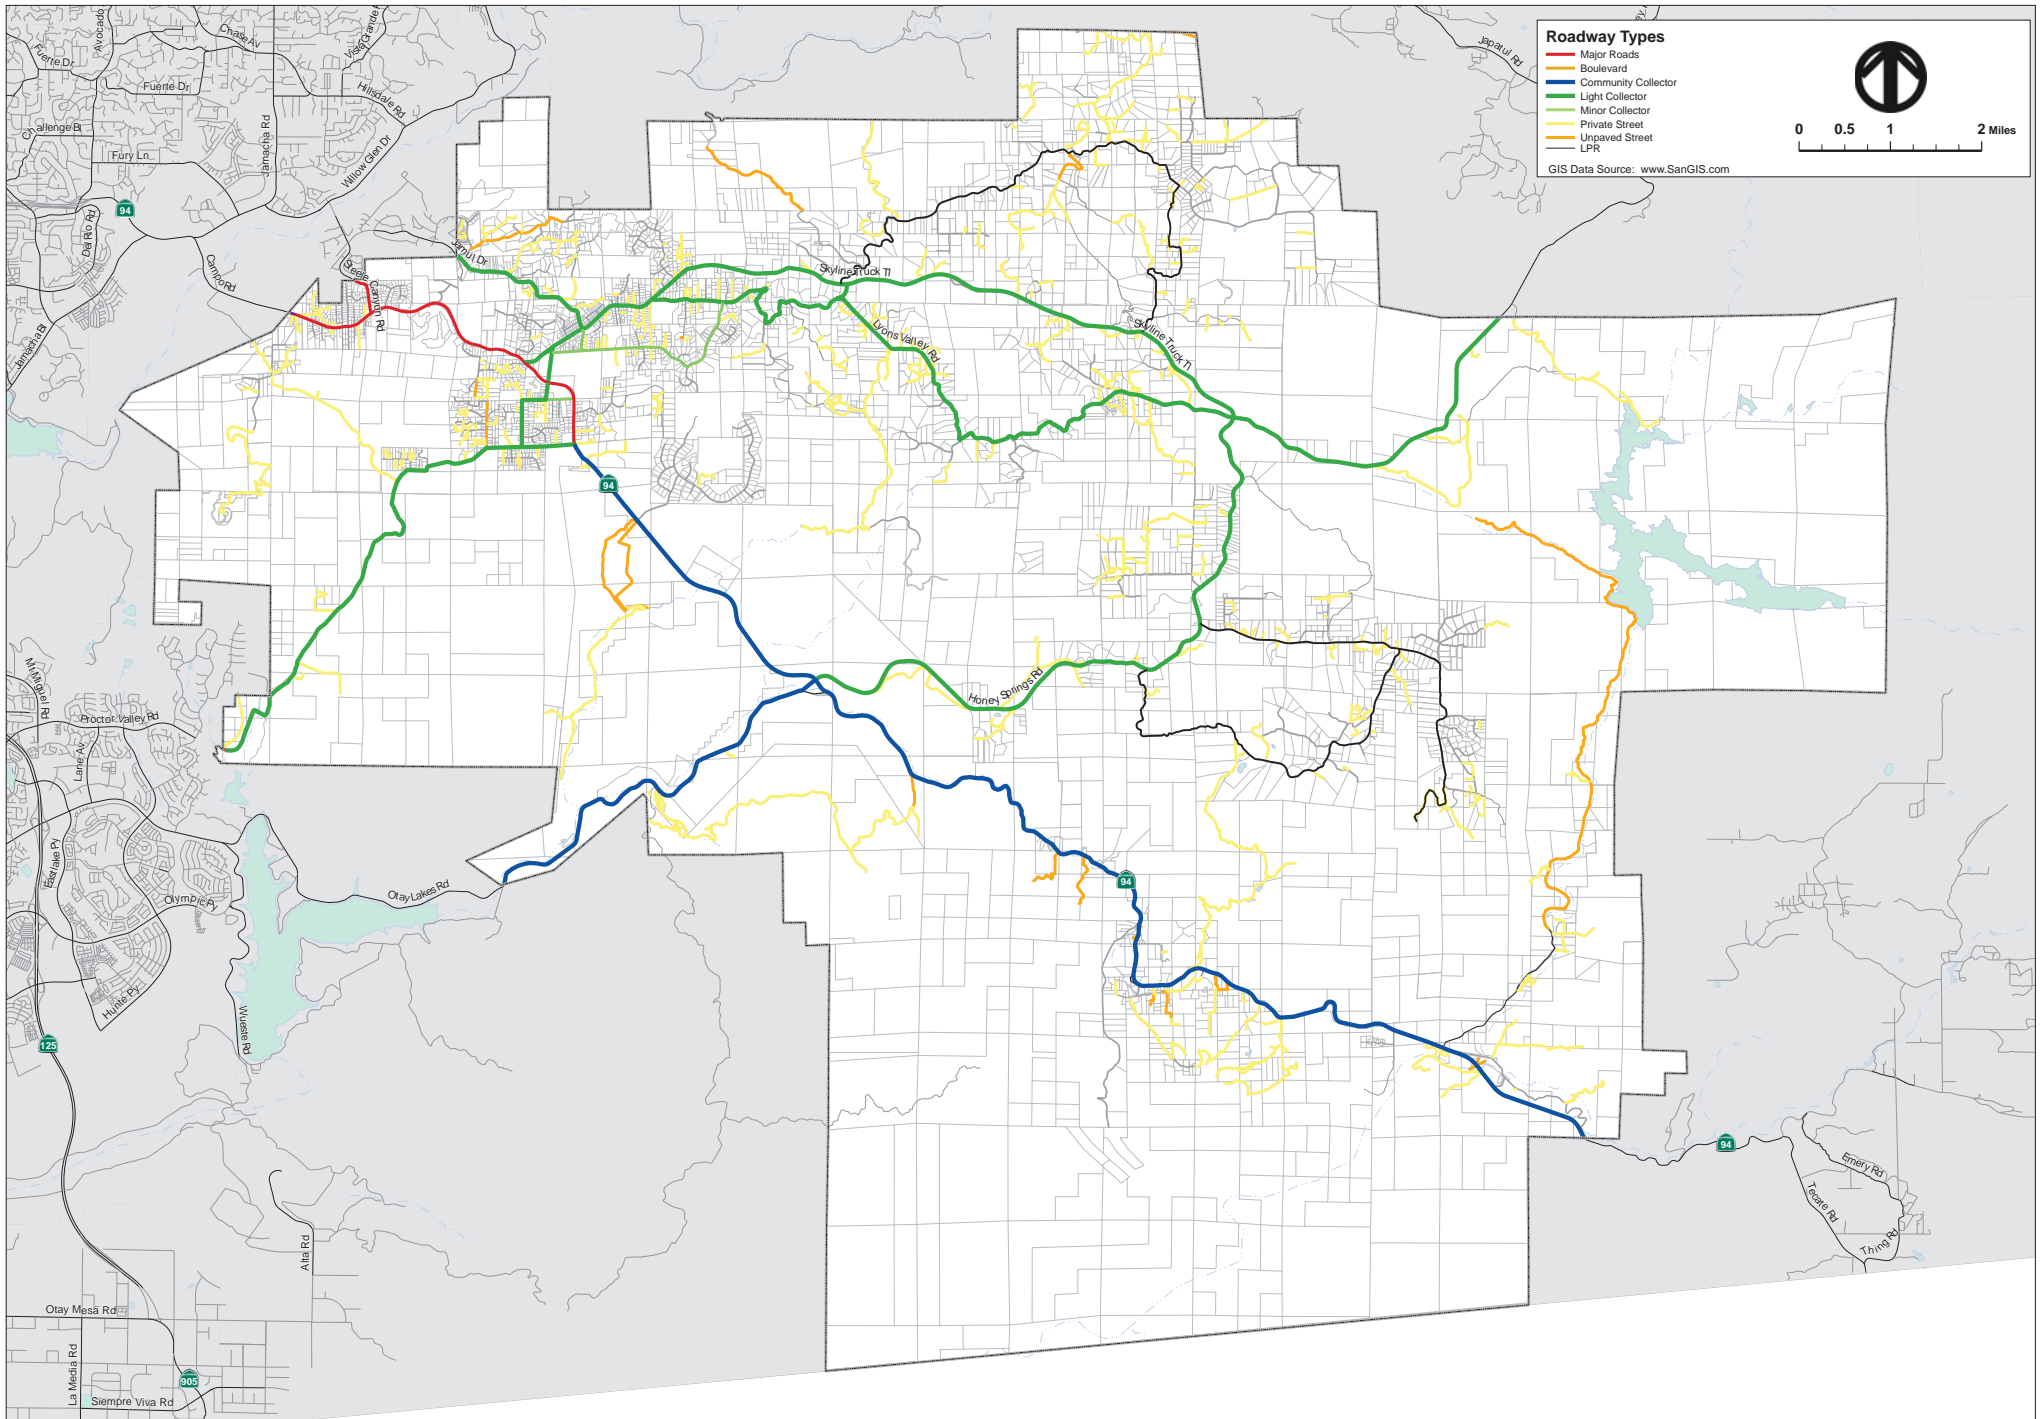 Roadway Types
Major Roads
Boulevard
Community Collector
Light Collector
Minor Collector
Private Street
Unpaved Street
LPR
GIS Data Source: www.SanGIS.com
0 0.5 1 2 Miles
Avocado
Chase Av
Fuerte Dr
Fuerte Dr
Hillsdale Rd
Challenge Bl
Jamacha Rd
Fury Ln
Willow Glen Dr
94
Del Rio Rd
Campo Rd
Steele Canyon Rd
Jamul Dr
Jamacha Bl
Japatul Rd
Skyline Truck Tl
Lyons Valley Rd
Skyline Truck Tl
94
Honey Springs Rd
Mt Miguel Rd
Proctor Valley Rd
Lane Av
Eastlake Py
Olympic Py
Otay Lakes Rd
Hunte Py
Wueste Rd
125
94
94
Emery Rd
Tecate Rd
Thing Rd
Alta Rd
Otay Mesa Rd
La Media Rd
905
Siempre Viva Rd